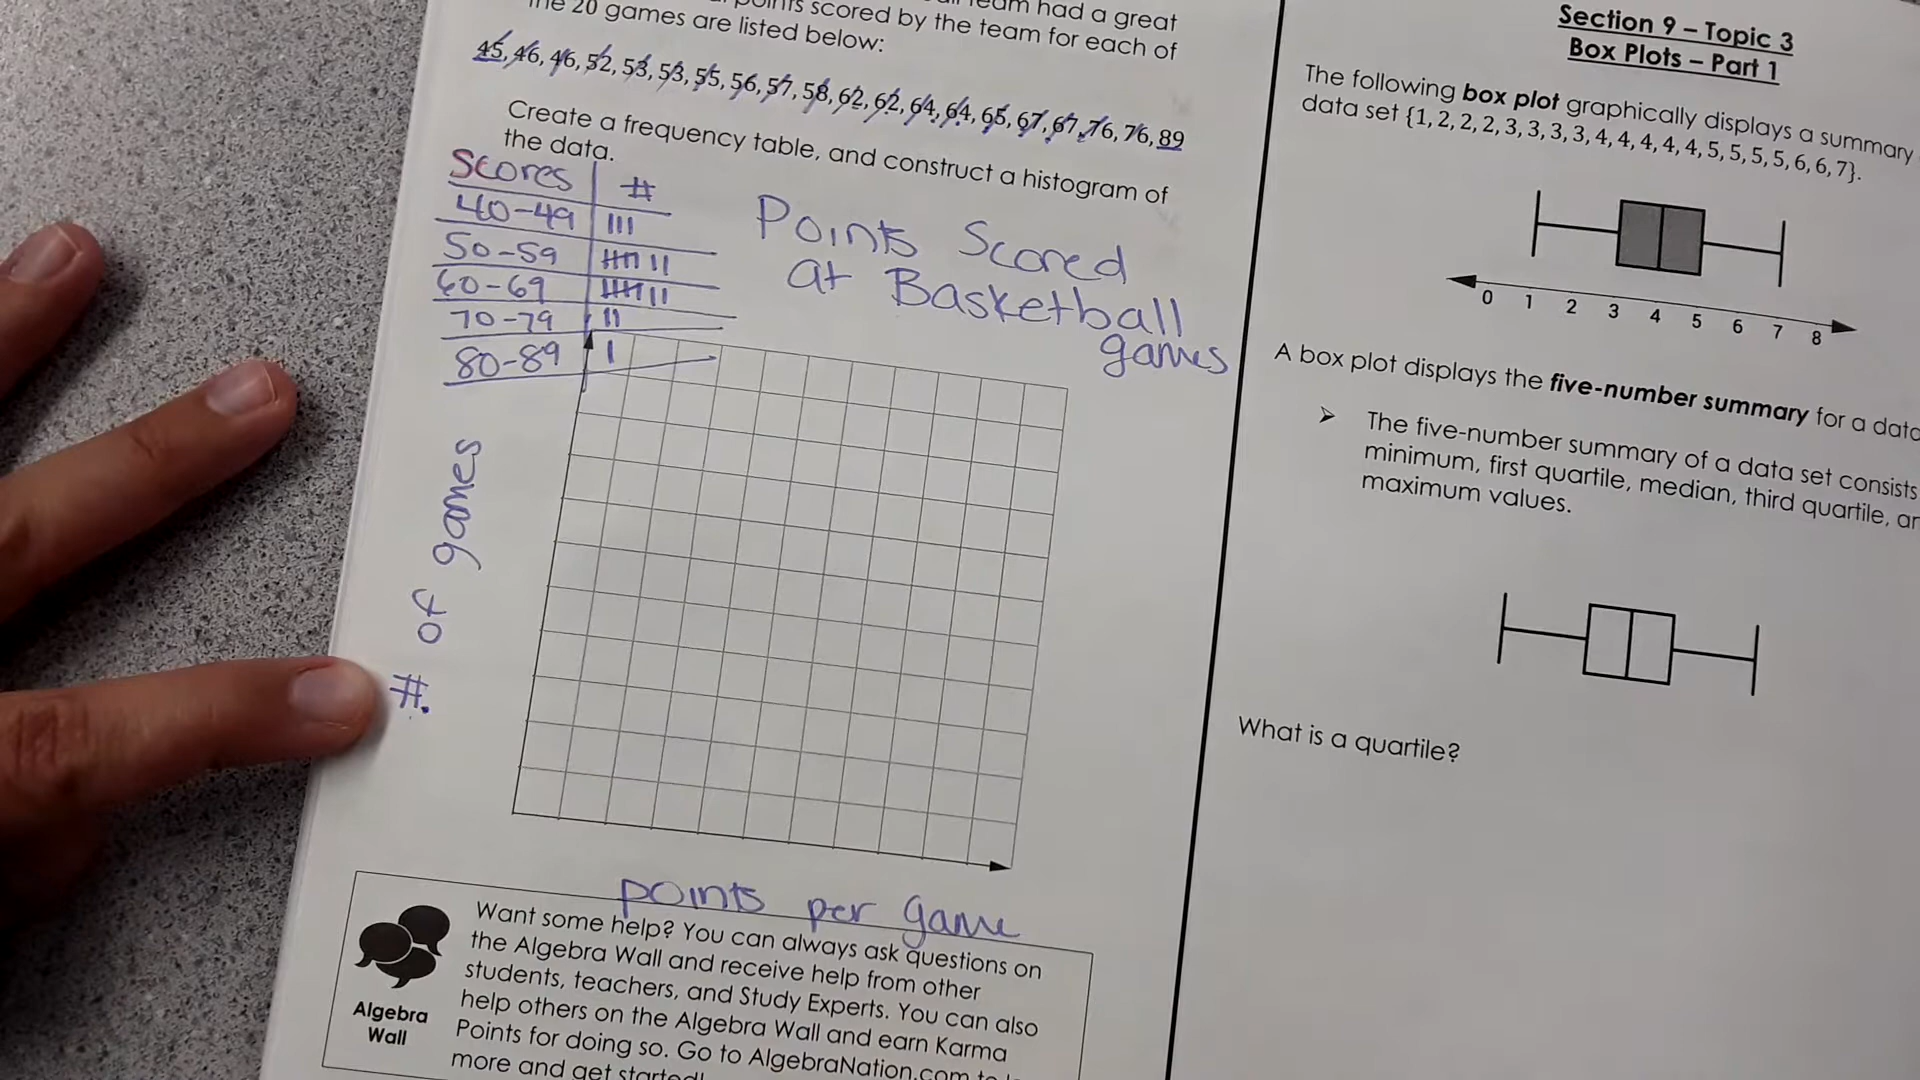 team had a great
points scored by the team for each of
the 20 games are listed below:
45, 46, 46, 52, 53, 53, 55, 56, 57, 58, 62, 62, 64, 64, 65, 67, 67, 76, 76, 89
Create a frequency table, and construct a histogram of
the data.
Scores #
40-49 |||
50-59 |||| ||
60-69 |||| ||
70-79 ||
80-89 |
Points Scored
at Basketball
games
# of games
points per game
Want some help? You can always ask questions on
the Algebra Wall and receive help from other
students, teachers, and Study Experts. You can also
help others on the Algebra Wall and earn Karma
Points for doing so. Go to AlgebraNation.com to
more and get started!
Algebra
Wall
Section 9 – Topic 3
Box Plots – Part 1
The following box plot graphically displays a summary
data set {1, 2, 2, 2, 3, 3, 3, 3, 4, 4, 4, 4, 4, 5, 5, 5, 5, 6, 6, 7}.
0 1 2 3 4 5 6 7 8
A box plot displays the five-number summary for a data
➢ The five-number summary of a data set consists
minimum, first quartile, median, third quartile, an
maximum values.
What is a quartile?